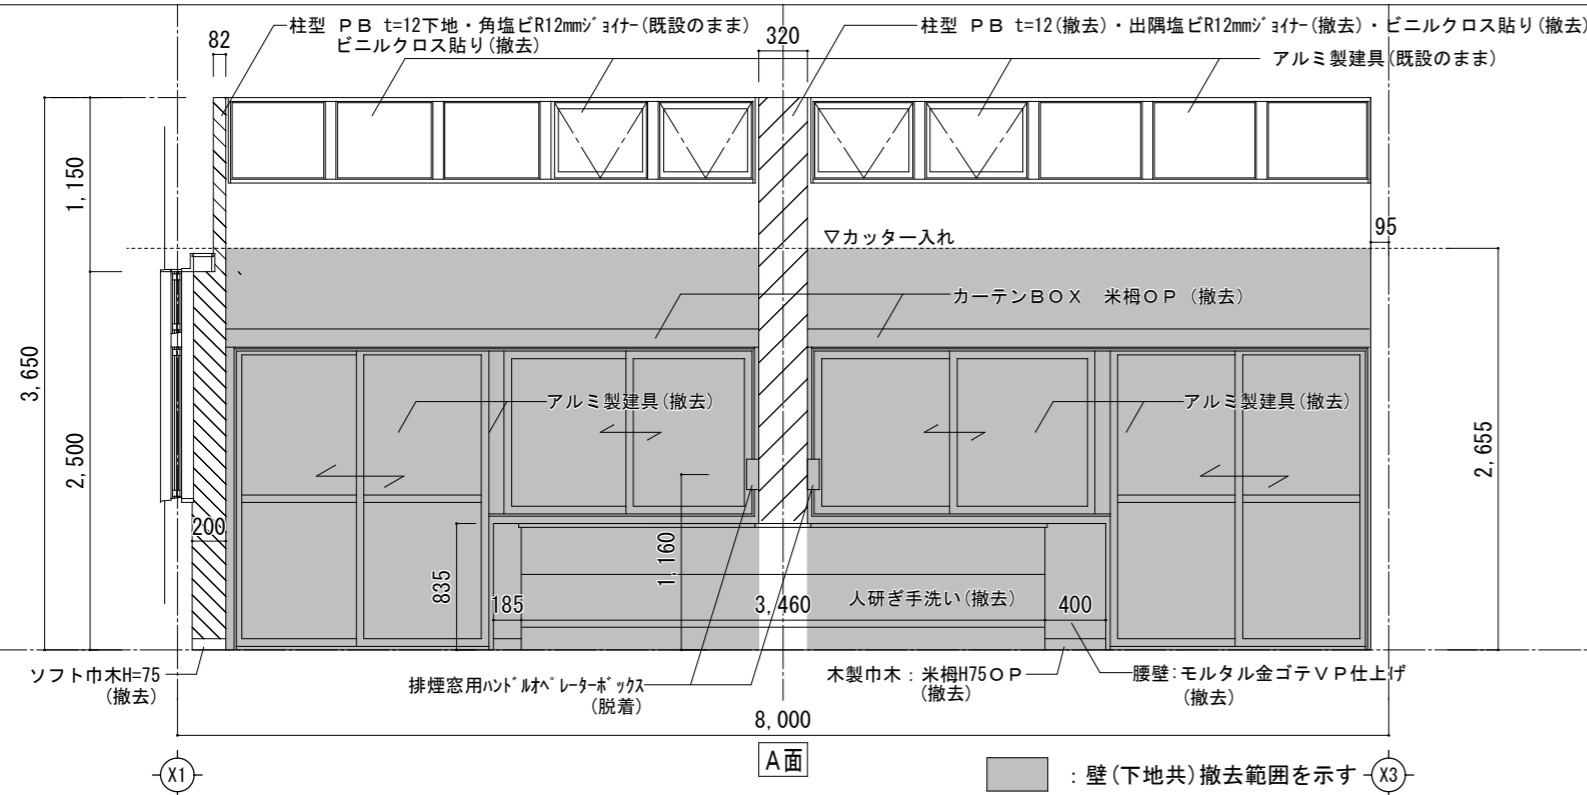 柱型 PB t=12下地・角塩ビR12mmｼﾞｮｲﾅｰ(既設のまま)
ビニルクロス貼り(撤去)
柱型 PB t=12(撤去)・出隅塩ビR12mmｼﾞｮｲﾅｰ(撤去)・ビニルクロス貼り(撤去)
82
320
アルミ製建具(既設のまま)
1,150
95
▽カッター入れ
カーテンBOX 米栂OP (撤去)
3,650
2,500
アルミ製建具(撤去)
アルミ製建具(撤去)
2,655
200
835
1,160
185
3,460
人研ぎ手洗い(撤去)
400
ソフト巾木H=75
(撤去)
排煙窓用ﾊﾝﾄﾞﾙｵﾍﾟﾚｰﾀｰﾎﾞｯｸｽ
(脱着)
木製巾木：米栂H75OP
(撤去)
腰壁:モルタル金ゴテVP仕上げ
(撤去)
8,000
A面
X1
：壁(下地共)撤去範囲を示す
X3